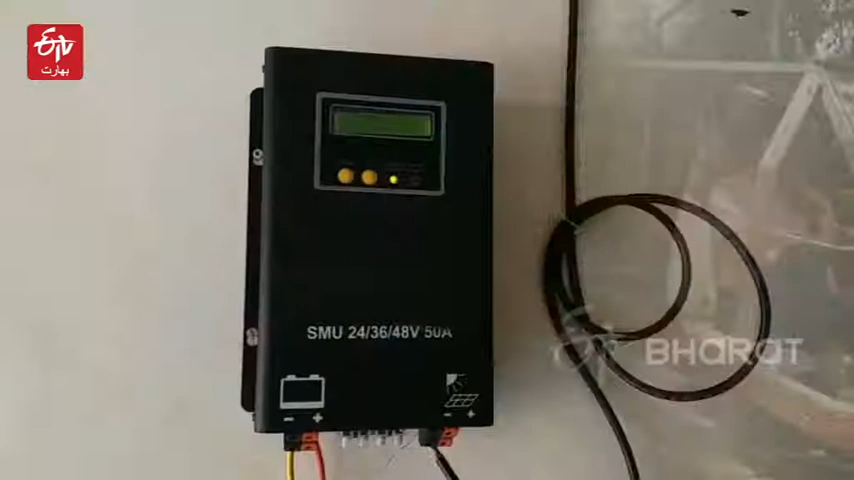 ETV
بھارت
SMU 24/36/48V 50A
BHARAT
- +
- +